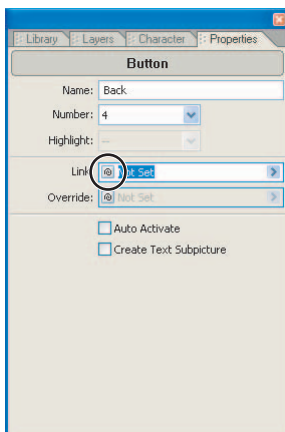 Library Layers Character Properties
Button
Name: Back
Number: 4
Highlight: --
Link Not Set
Override: Not Set
Auto Activate
Create Text Subpicture